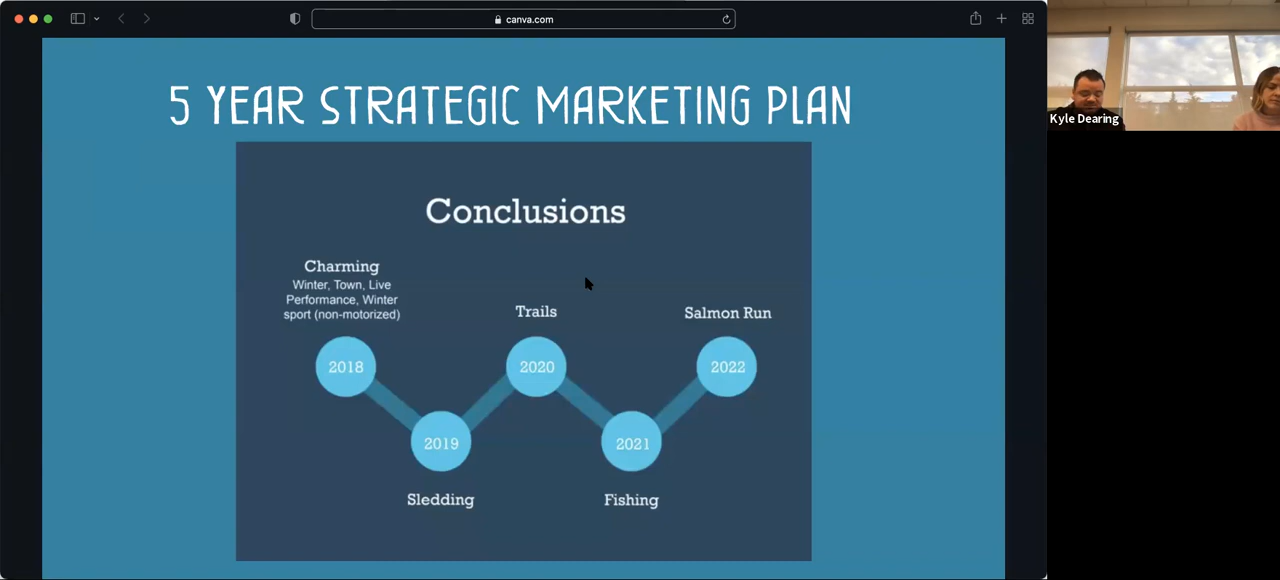 canva.com
5 YEAR STRATEGIC MARKETING PLAN
Conclusions
Charming
Winter, Town, Live
Performance, Winter
sport (non-motorized)
Trails
Salmon Run
2018
2020
2022
2019
2021
Sledding
Fishing
Kyle Dearing